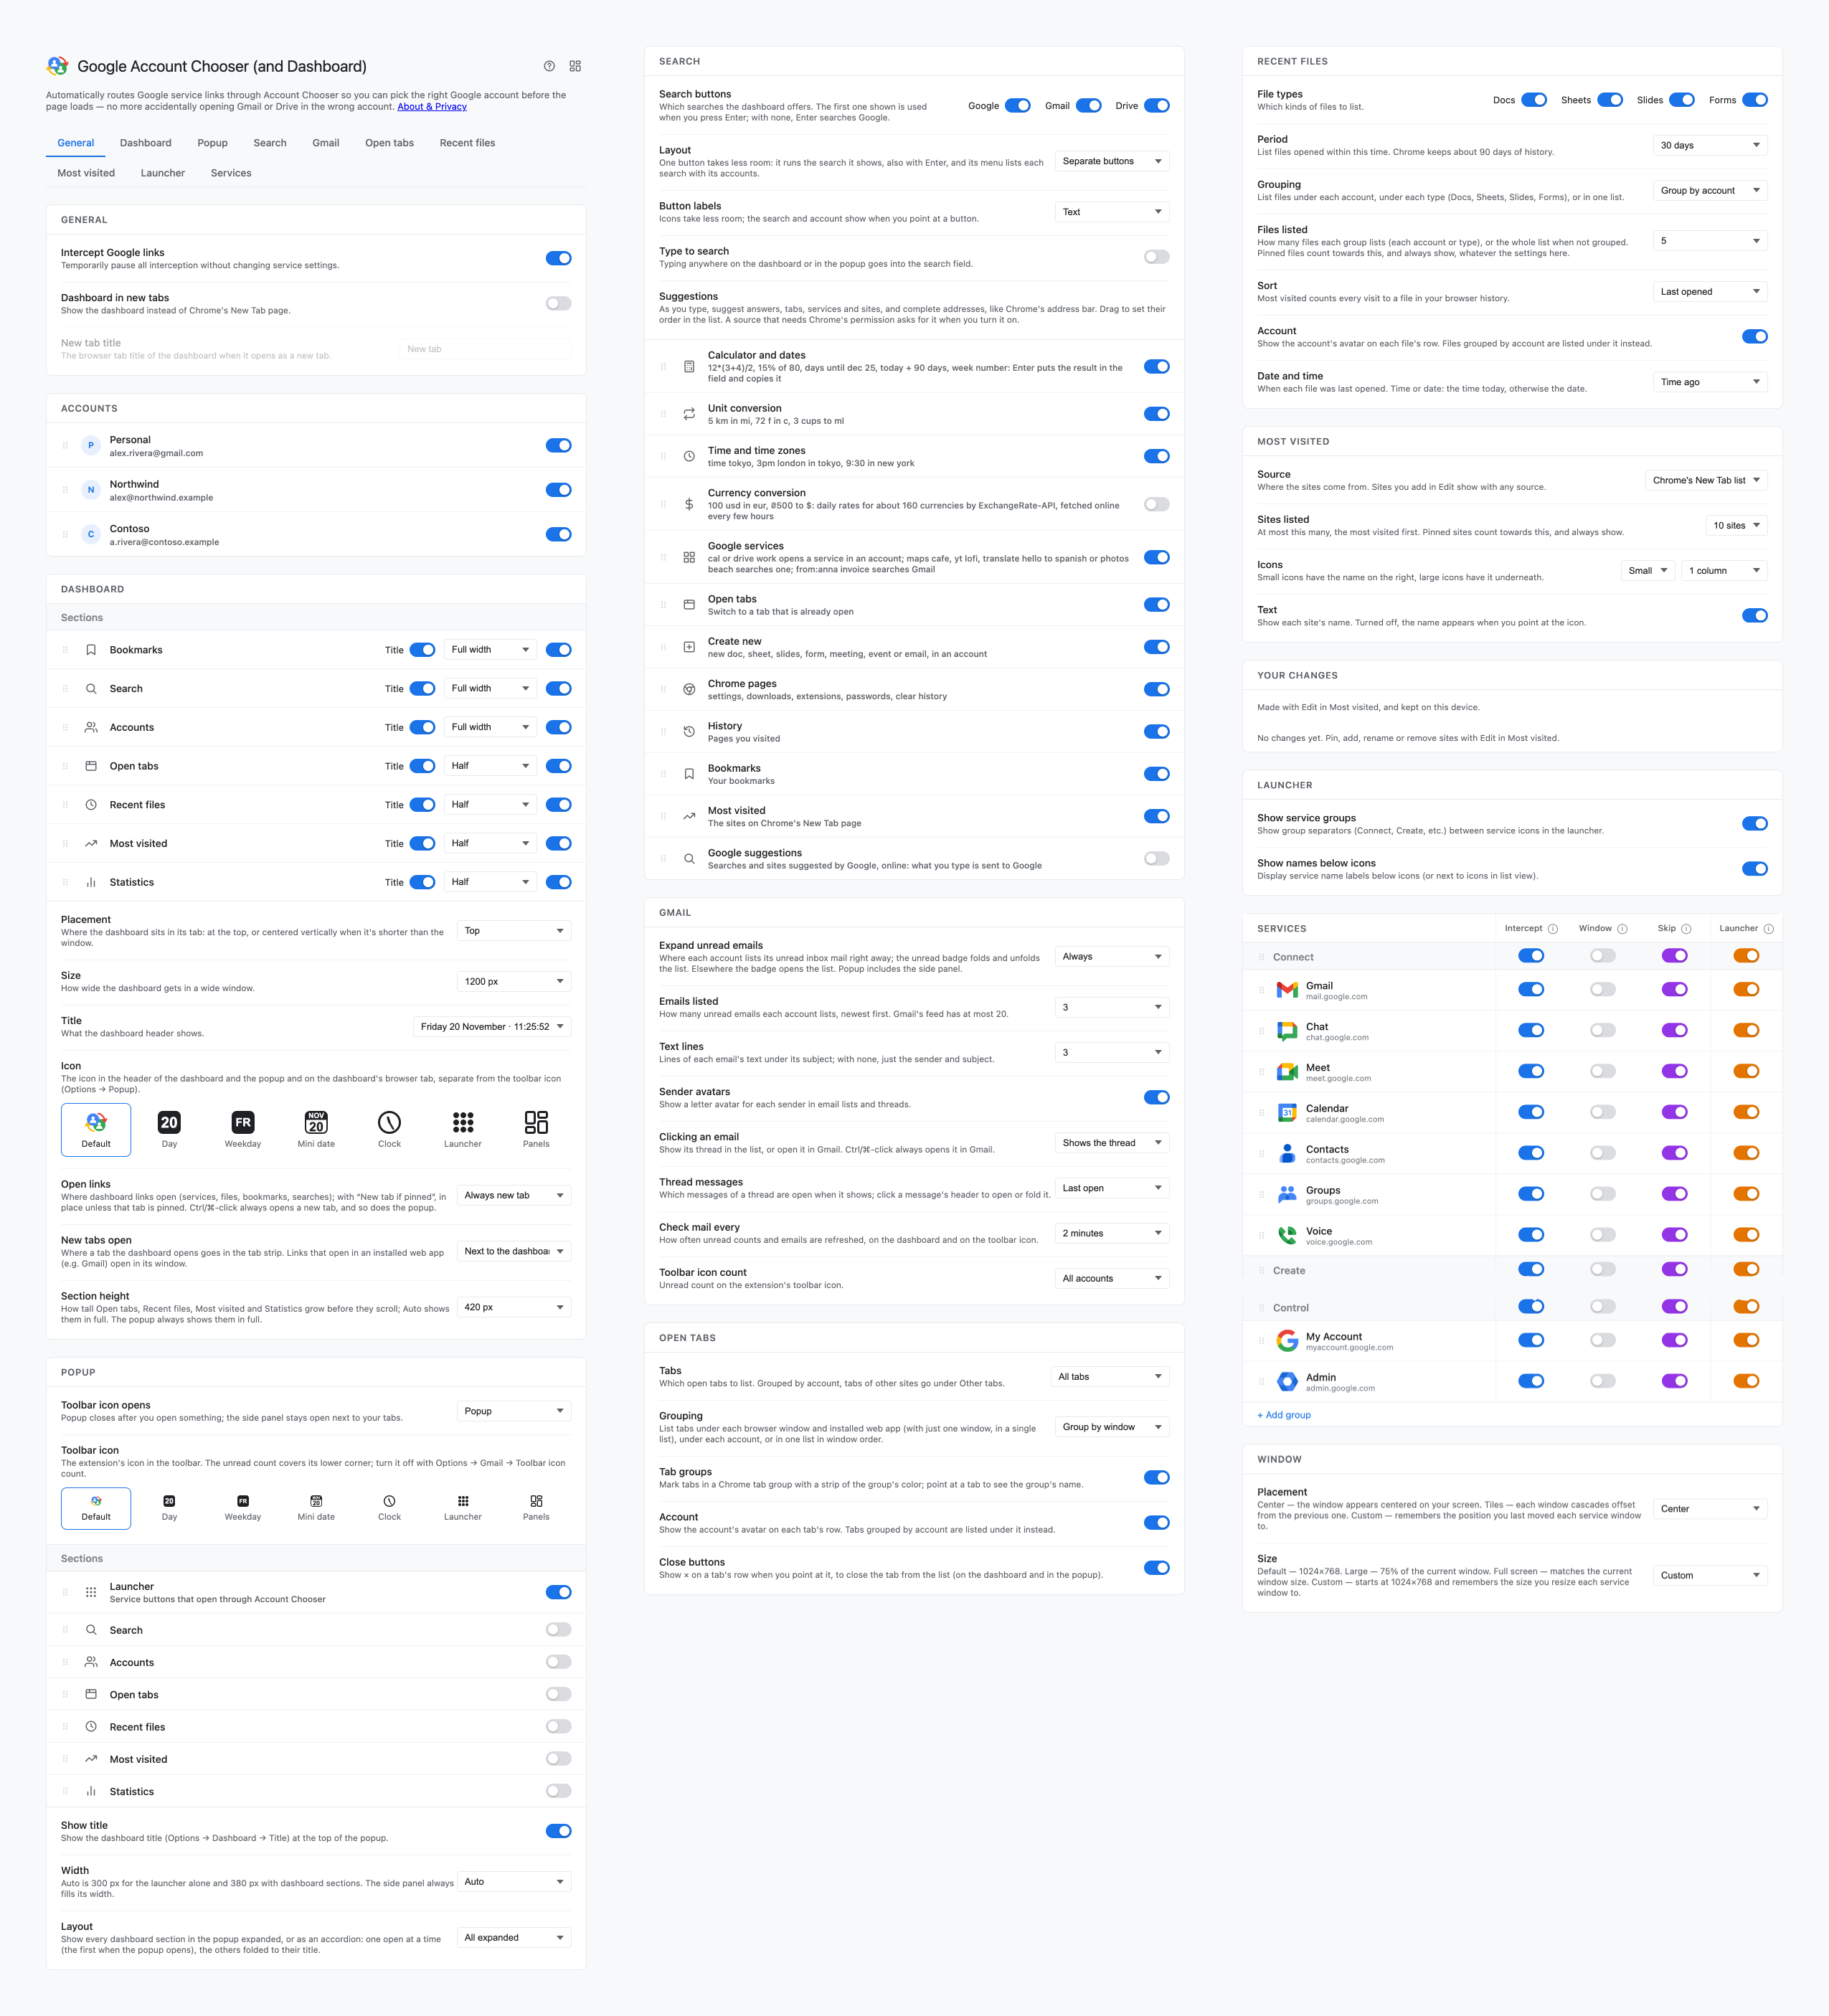 Google Account Chooser (and Dashboard)
Automatically routes Google service links through Account Chooser so you can pick the right Google account before the
page loads — no more accidentally opening Gmail or Drive in the wrong account. About & Privacy
General Dashboard Popup Search Gmail Open tabs Recent files
Most visited Launcher Services
GENERAL
Intercept Google links
Temporarily pause all interception without changing service settings.
Dashboard in new tabs
Show the dashboard instead of Chrome's New Tab page.
New tab title
The browser tab title of the dashboard when it opens as a new tab.
New tab
ACCOUNTS
P
Personal
alex.rivera@gmail.com
N
Northwind
alex@northwind.example
C
Contoso
a.rivera@contoso.example
DASHBOARD
Sections
Bookmarks Title Full width
Search Title Full width
Accounts Title Full width
Open tabs Title Half
Recent files Title Half
Most visited Title Half
Statistics Title Half
Placement
Where the dashboard sits in its tab: at the top, or centered vertically when it's shorter than the
window.
Top
Size
How wide the dashboard gets in a wide window.
1200 px
Title
What the dashboard header shows.
Friday 20 November · 11:25:52
Icon
The icon in the header of the dashboard and the popup and on the dashboard's browser tab, separate from the toolbar icon
(Options → Popup).
20 FR NOV 20
Default Day Weekday Mini date Clock Launcher Panels
Open links
Where dashboard links open (services, files, bookmarks, searches); with "New tab if pinned", in
place unless that tab is pinned. Ctrl/⌘-click always opens a new tab, and so does the popup.
Always new tab
New tabs open
Where a tab the dashboard opens goes in the tab strip. Links that open in an installed web app
(e.g. Gmail) open in its window.
Next to the dashboa
Section height
How tall Open tabs, Recent files, Most visited and Statistics grow before they scroll; Auto shows
them in full. The popup always shows them in full.
420 px
POPUP
Toolbar icon opens
Popup closes after you open something; the side panel stays open next to your tabs.
Popup
Toolbar icon
The extension's icon in the toolbar. The unread count covers its lower corner; turn it off with Options → Gmail → Toolbar icon
count.
20 FR NOV 20
Default Day Weekday Mini date Clock Launcher Panels
Sections
Launcher
Service buttons that open through Account Chooser
Search
Accounts
Open tabs
Recent files
Most visited
Statistics
Show title
Show the dashboard title (Options → Dashboard → Title) at the top of the popup.
Width
Auto is 300 px for the launcher alone and 380 px with dashboard sections. The side panel always
fills its width.
Auto
Layout
Show every dashboard section in the popup expanded, or as an accordion: one open at a time
(the first when the popup opens), the others folded to their title.
All expanded
SEARCH
Search buttons
Which searches the dashboard offers. The first one shown is used
when you press Enter; with none, Enter searches Google.
Google Gmail Drive
Layout
One button takes less room: it runs the search it shows, also with Enter, and its menu lists each
search with its accounts.
Separate buttons
Button labels
Icons take less room; the search and account show when you point at a button.
Text
Type to search
Typing anywhere on the dashboard or in the popup goes into the search field.
Suggestions
As you type, suggest answers, tabs, services and sites, and complete addresses, like Chrome's address bar. Drag to set their
order in the list. A source that needs Chrome's permission asks for it when you turn it on.
Calculator and dates
12*(3+4)/2, 15% of 80, days until dec 25, today + 90 days, week number: Enter puts the result in the
field and copies it
Unit conversion
5 km in mi, 72 f in c, 3 cups to ml
Time and time zones
time tokyo, 3pm london in tokyo, 9:30 in new york
Currency conversion
100 usd in eur, ₴500 to $: daily rates for about 160 currencies by ExchangeRate-API, fetched online
every few hours
Google services
cal or drive work opens a service in an account; maps cafe, yt lofi, translate hello to spanish or photos
beach searches one; from:anna invoice searches Gmail
Open tabs
Switch to a tab that is already open
Create new
new doc, sheet, slides, form, meeting, event or email, in an account
Chrome pages
settings, downloads, extensions, passwords, clear history
History
Pages you visited
Bookmarks
Your bookmarks
Most visited
The sites on Chrome's New Tab page
Google suggestions
Searches and sites suggested by Google, online: what you type is sent to Google
GMAIL
Expand unread emails
Where each account lists its unread inbox mail right away; the unread badge folds and unfolds
the list. Elsewhere the badge opens the list. Popup includes the side panel.
Always
Emails listed
How many unread emails each account lists, newest first. Gmail's feed has at most 20.
3
Text lines
Lines of each email's text under its subject; with none, just the sender and subject.
3
Sender avatars
Show a letter avatar for each sender in email lists and threads.
Clicking an email
Show its thread in the list, or open it in Gmail. Ctrl/⌘-click always opens it in Gmail.
Shows the thread
Thread messages
Which messages of a thread are open when it shows; click a message's header to open or fold it.
Last open
Check mail every
How often unread counts and emails are refreshed, on the dashboard and on the toolbar icon.
2 minutes
Toolbar icon count
Unread count on the extension's toolbar icon.
All accounts
OPEN TABS
Tabs
Which open tabs to list. Grouped by account, tabs of other sites go under Other tabs.
All tabs
Grouping
List tabs under each browser window and installed web app (with just one window, in a single
list), under each account, or in one list in window order.
Group by window
Tab groups
Mark tabs in a Chrome tab group with a strip of the group's color; point at a tab to see the group's name.
Account
Show the account's avatar on each tab's row. Tabs grouped by account are listed under it instead.
Close buttons
Show × on a tab's row when you point at it, to close the tab from the list (on the dashboard and in the popup).
RECENT FILES
File types
Which kinds of files to list.
Docs Sheets Slides Forms
Period
List files opened within this time. Chrome keeps about 90 days of history.
30 days
Grouping
List files under each account, under each type (Docs, Sheets, Slides, Forms), or in one list.
Group by account
Files listed
How many files each group lists (each account or type), or the whole list when not grouped.
Pinned files count towards this, and always show, whatever the settings here.
5
Sort
Most visited counts every visit to a file in your browser history.
Last opened
Account
Show the account's avatar on each file's row. Files grouped by account are listed under it instead.
Date and time
When each file was last opened. Time or date: the time today, otherwise the date.
Time ago
MOST VISITED
Source
Where the sites come from. Sites you add in Edit show with any source.
Chrome's New Tab list
Sites listed
At most this many, the most visited first. Pinned sites count towards this, and always show.
10 sites
Icons
Small icons have the name on the right, large icons have it underneath.
Small 1 column
Text
Show each site's name. Turned off, the name appears when you point at the icon.
YOUR CHANGES
Made with Edit in Most visited, and kept on this device.
No changes yet. Pin, add, rename or remove sites with Edit in Most visited.
LAUNCHER
Show service groups
Show group separators (Connect, Create, etc.) between service icons in the launcher.
Show names below icons
Display service name labels below icons (or next to icons in list view).
SERVICES Intercept Window Skip Launcher
Connect
Gmail
mail.google.com
Chat
chat.google.com
Meet
meet.google.com
31
Calendar
calendar.google.com
Contacts
contacts.google.com
Groups
groups.google.com
Voice
voice.google.com
Create
Control
My Account
myaccount.google.com
Admin
admin.google.com
+ Add group
WINDOW
Placement
Center — the window appears centered on your screen. Tiles — each window cascades offset
from the previous one. Custom — remembers the position you last moved each service window
to.
Center
Size
Default — 1024×768. Large — 75% of the current window. Full screen — matches the current
window size. Custom — starts at 1024×768 and remembers the size you resize each service
window to.
Custom